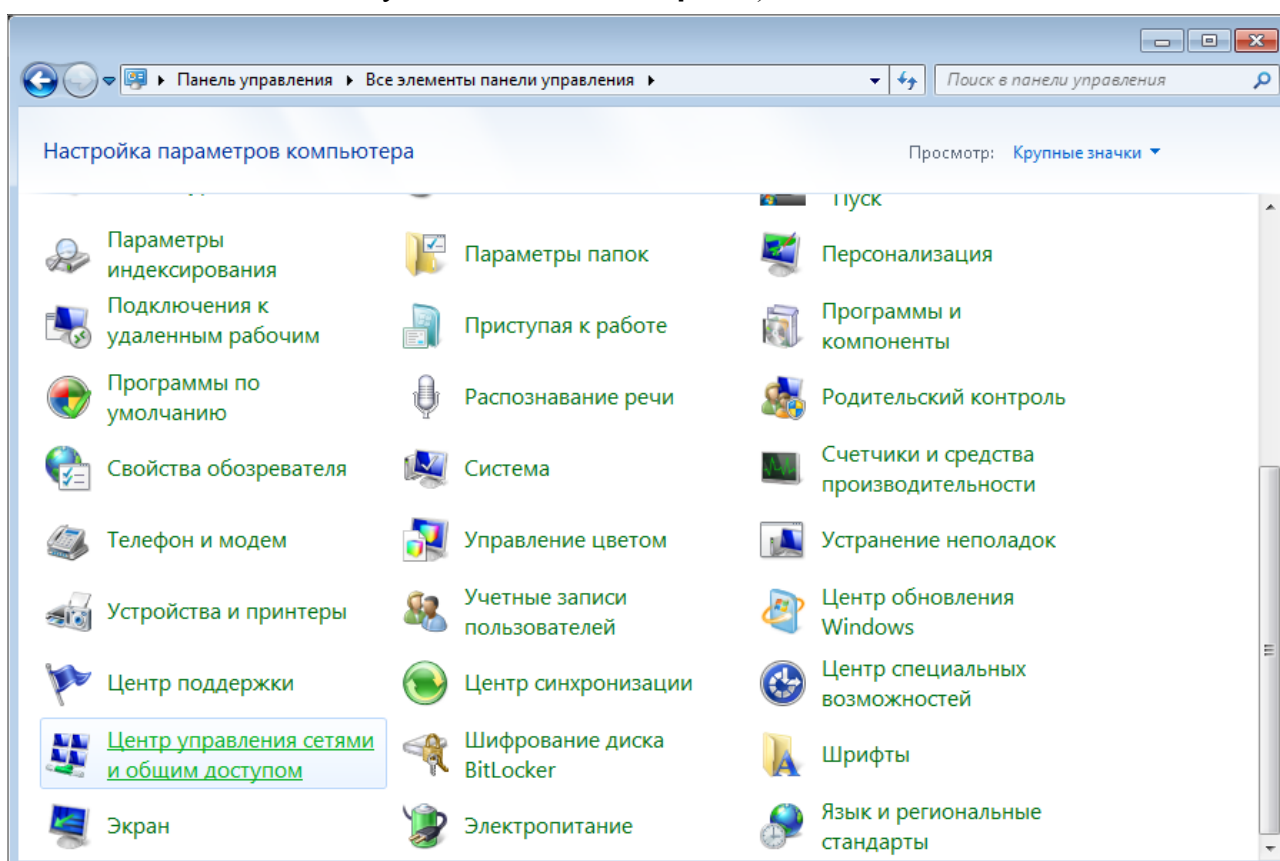 Панель управления
Все элементы панели управления
Поиск в панели управления
Настройка параметров компьютера
Просмотр: Крупные значки
Пуск
Параметры
индексирования
Параметры папок
Персонализация
Подключения к
удаленным рабочим
Приступая к работе
Программы и
компоненты
Программы по
умолчанию
Распознавание речи
Родительский контроль
Свойства обозревателя
Система
Счетчики и средства
производительности
Телефон и модем
Управление цветом
Устранение неполадок
Устройства и принтеры
Учетные записи
пользователей
Центр обновления
Windows
Центр поддержки
Центр синхронизации
Центр специальных
возможностей
Центр управления сетями
и общим доступом
Шифрование диска
BitLocker
Шрифты
Экран
Электропитание
Язык и региональные
стандарты